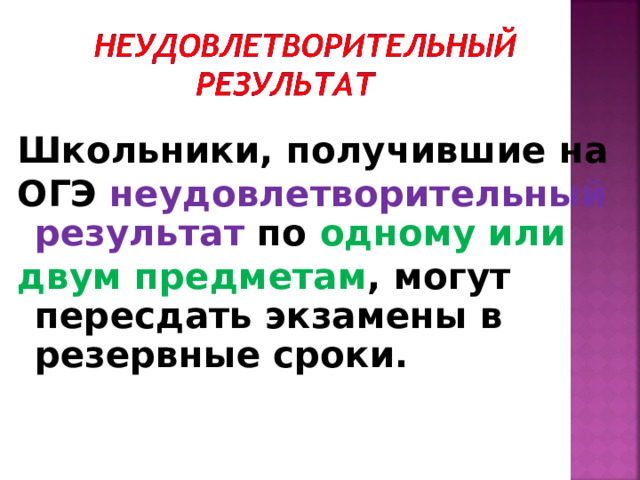 НЕУДОВЛЕТВОРИТЕЛЬНЫЙ
РЕЗУЛЬТАТ
Школьники, получившие на
ОГЭ неудовлетворительный
результат по одному или
двум предметам, могут
пересдать экзамены в
резервные сроки.